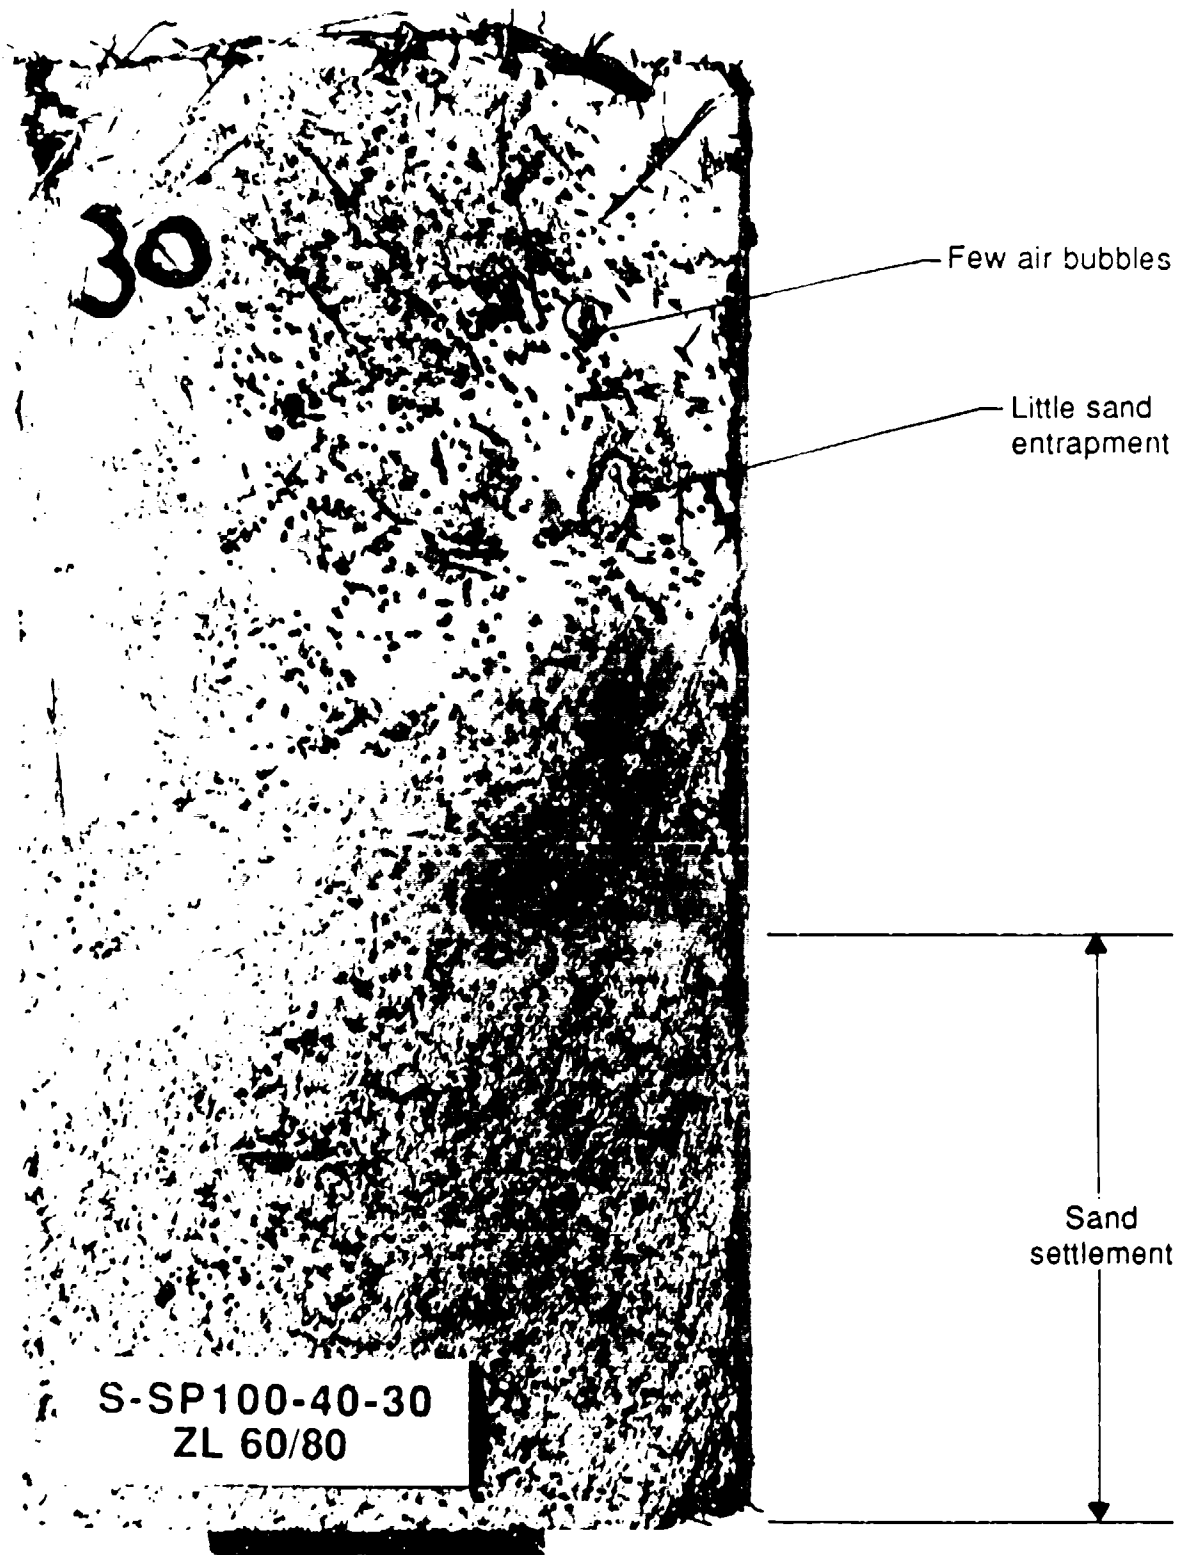 30
Few air bubbles
Little sand
entrapment
Sand
settlement
S-SP100-40-30
ZL 60/80